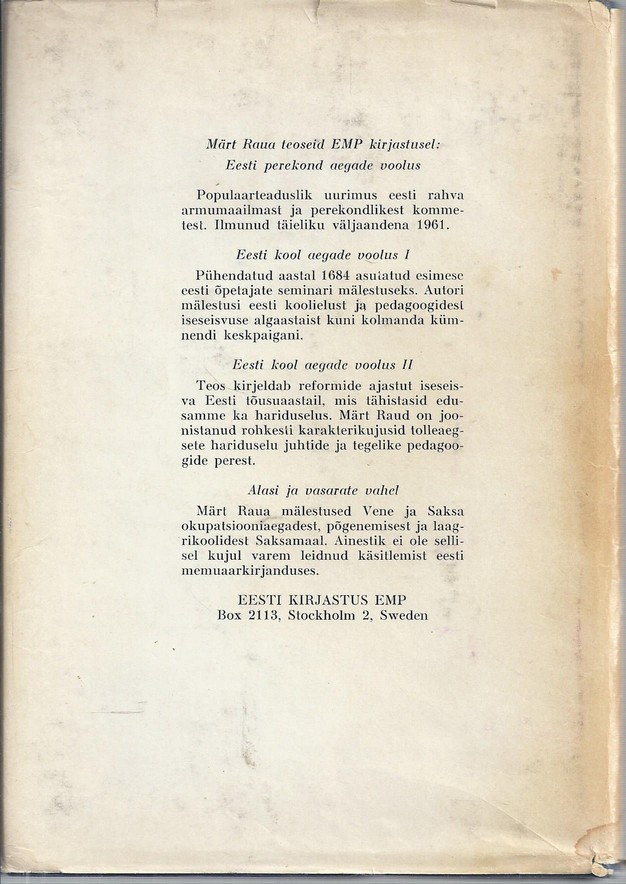 Märt Raua teoseid EMP kirjastusel:
Eesti perekond aegade voolus
Populaarteaduslik uurimus eesti rahva
armumaailmast ja perekondlikest komme-
test. Ilmunud täieliku väljaandena 1961.
Eesti kool aegade voolus I
Pühendatud aastal 1684 asutatud esimese
eesti õpetajate seminari mälestuseks. Autori
mälestusi eesti koolielust ja pedagoogidest
iseseisvuse algaastaist kuni kolmanda küm-
nendi keskpaigani.
Eesti kool aegade voolus II
Teos kirjeldab reformide ajastut iseseis-
va Eesti tõusuaastail, mis tähistasid edu-
samme ka hariduselus. Märt Raud on joo-
nistanud rohkesti karakterikujusid tolleaeg-
sete hariduselu juhtide ja tegelike pedagoo-
gide perest.
Alasi ja vasarate vahel
Märt Raua mälestused Vene ja Saksa
okupatsiooniaegadest, põgenemisest ja laag-
rikoolidest Saksamaal. Ainestik ei ole selli-
sel kujul varem leidnud käsitlemist eesti
memuaarkirjanduses.
EESTI KIRJASTUS EMP
Box 2113, Stockholm 2, Sweden